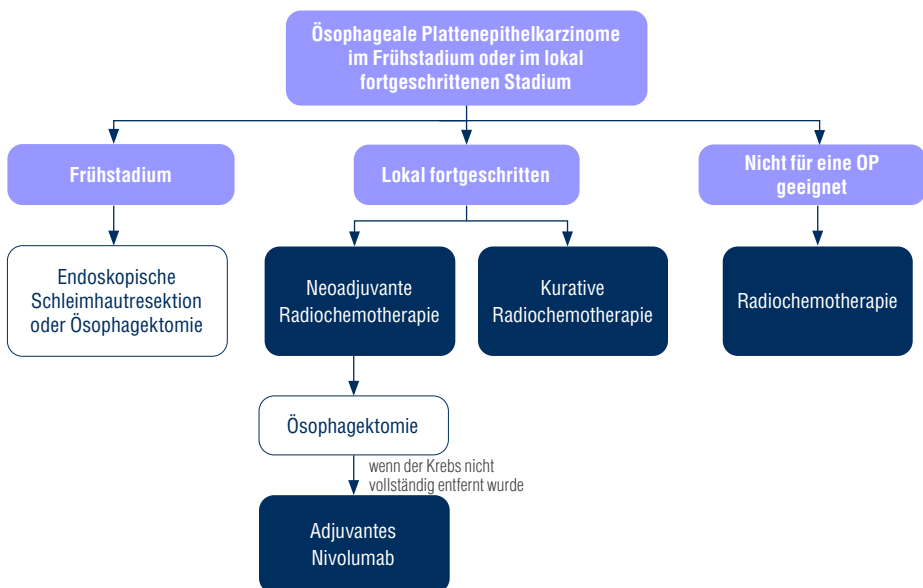 Ösophageale Plattenepithelkarzinome
im Frühstadium oder im lokal
fortgeschrittenen Stadium
Frühstadium
Lokal fortgeschritten
Nicht für eine OP
geeignet
Endoskopische
Schleimhautresektion
oder Ösophagektomie
Neoadjuvante
Radiochemotherapie
Kurative
Radiochemotherapie
Radiochemotherapie
Ösophagektomie
wenn der Krebs nicht
vollständig entfernt wurde
Adjuvantes
Nivolumab